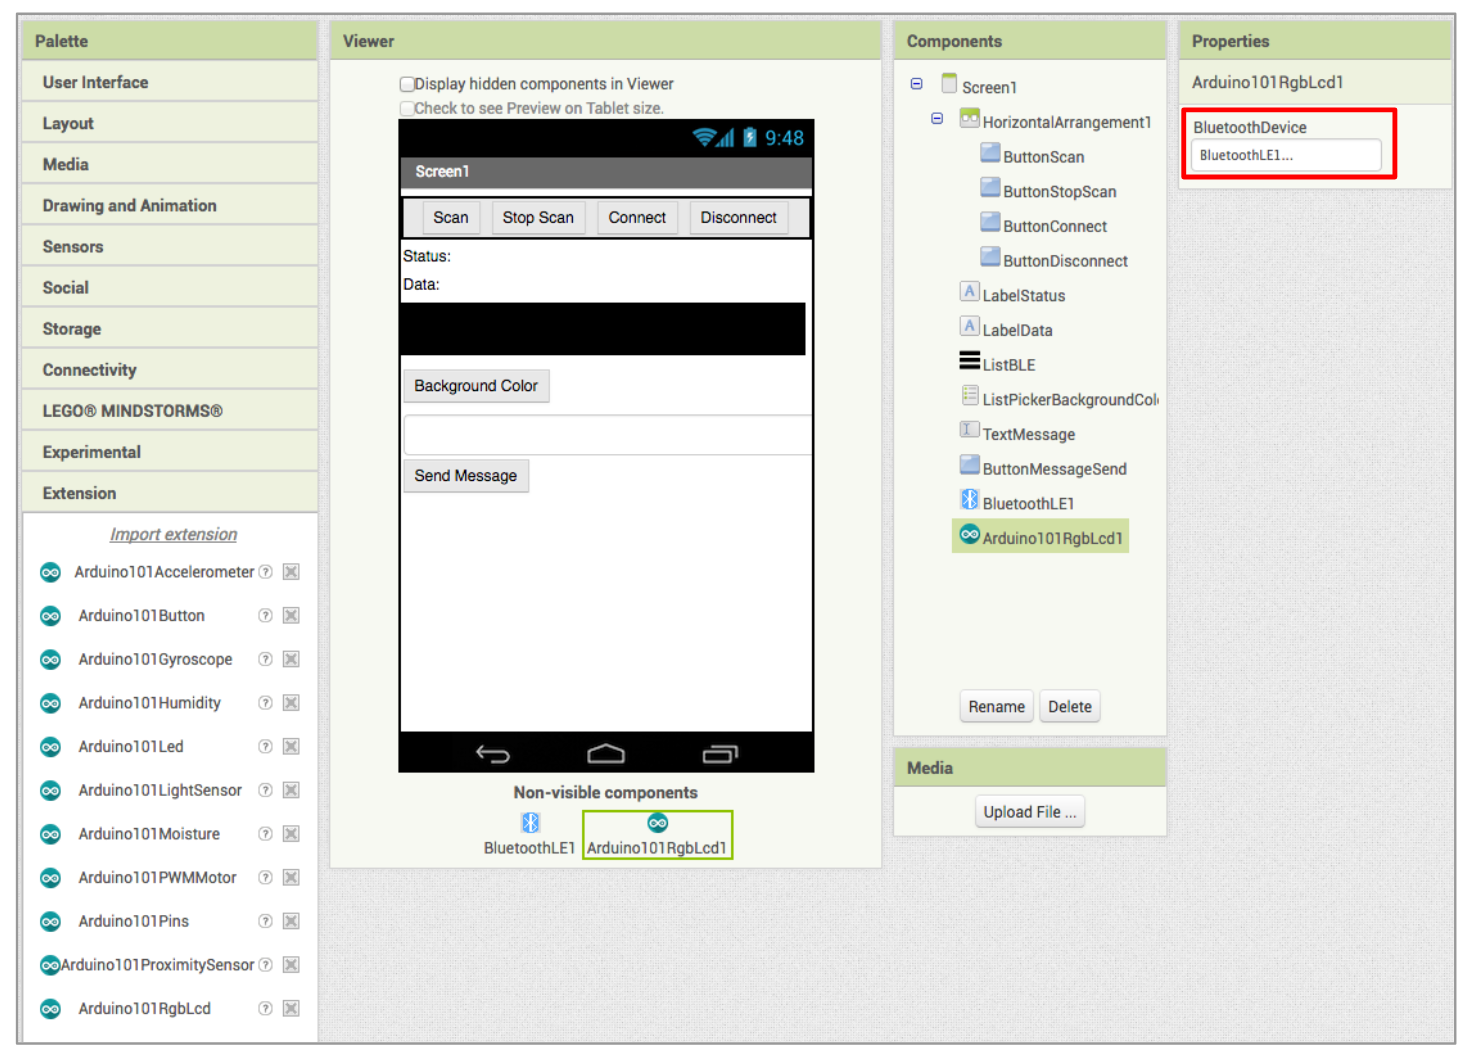 Palette
User Interface
Layout
Media
Drawing and Animation
Sensors
Social
Storage
Connectivity
LEGO® MINDSTORMS®
Experimental
Extension
Import extension
Arduino101Accelerometer ?
Arduino101Button ?
Arduino101Gyroscope ?
Arduino101Humidity ?
Arduino101Led ?
Arduino101LightSensor ?
Arduino101Moisture ?
Arduino101PWMMotor ?
Arduino101Pins ?
Arduino101ProximitySensor ?
Arduino101RgbLcd ?
Viewer
Display hidden components in Viewer
Check to see Preview on Tablet size.
9:48
Screen1
Scan Stop Scan Connect Disconnect
Status:
Data:
Background Color
Send Message
Non-visible components
BluetoothLE1 Arduino101RgbLcd1
Components
Screen1
HorizontalArrangement1
ButtonScan
ButtonStopScan
ButtonConnect
ButtonDisconnect
A LabelStatus
A LabelData
ListBLE
ListPickerBackgroundCol
TextMessage
ButtonMessageSend
BluetoothLE1
Arduino101RgbLcd1
Rename Delete
Media
Upload File ...
Properties
Arduino101RgbLcd1
BluetoothDevice
BluetoothLE1...